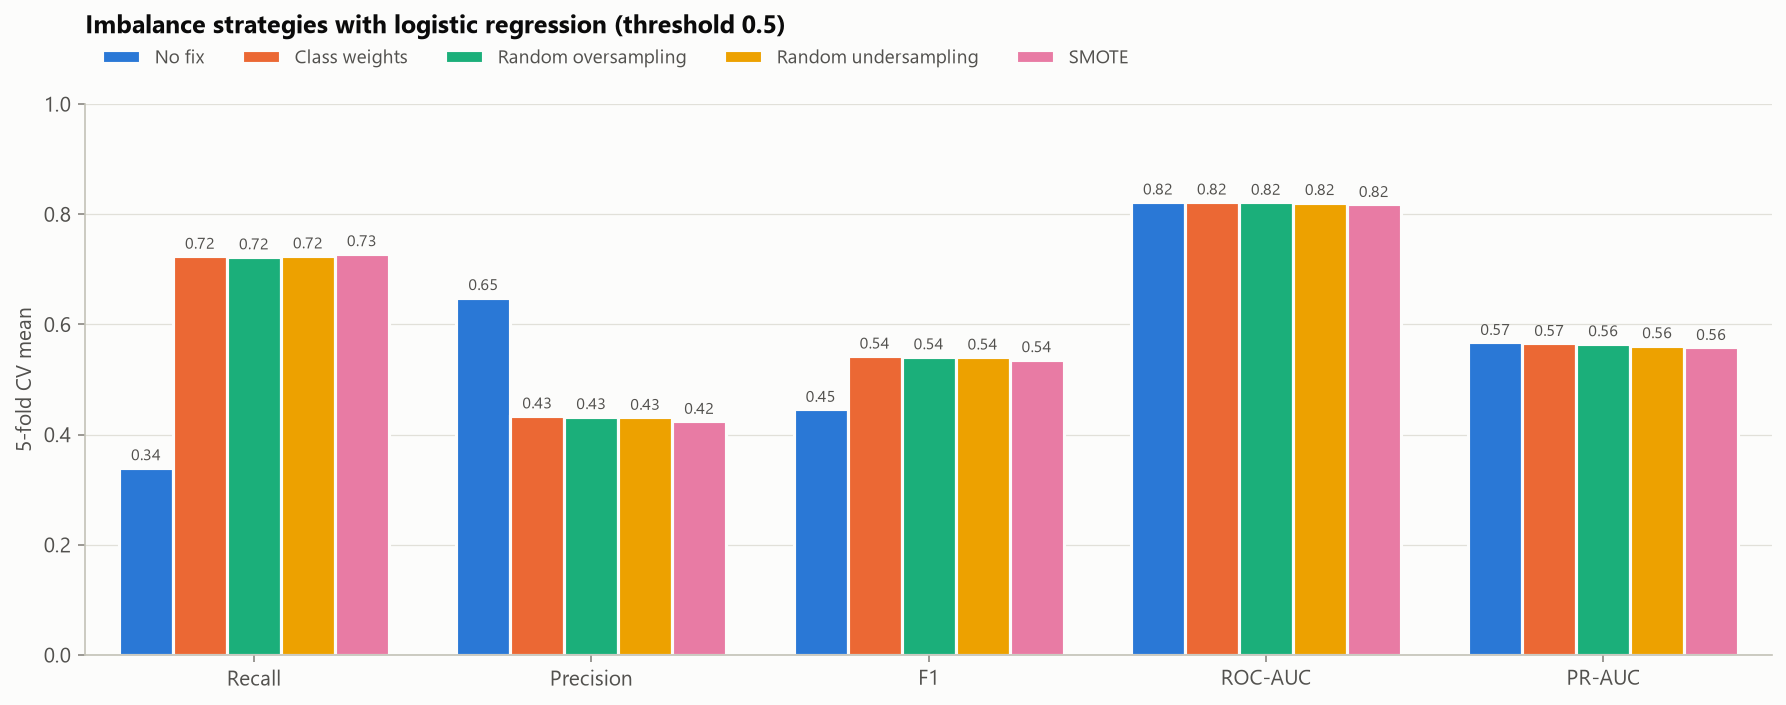 Imbalance strategies with logistic regression (threshold 0.5)
No fix Class weights Random oversampling Random undersampling SMOTE
5-fold CV mean
1.0
0.8
0.6
0.4
0.2
0.0
0.34 0.72 0.72 0.72 0.73
0.65 0.43 0.43 0.43 0.42
0.45 0.54 0.54 0.54 0.54
0.82 0.82 0.82 0.82 0.82
0.57 0.57 0.56 0.56 0.56
Recall Precision F1 ROC-AUC PR-AUC